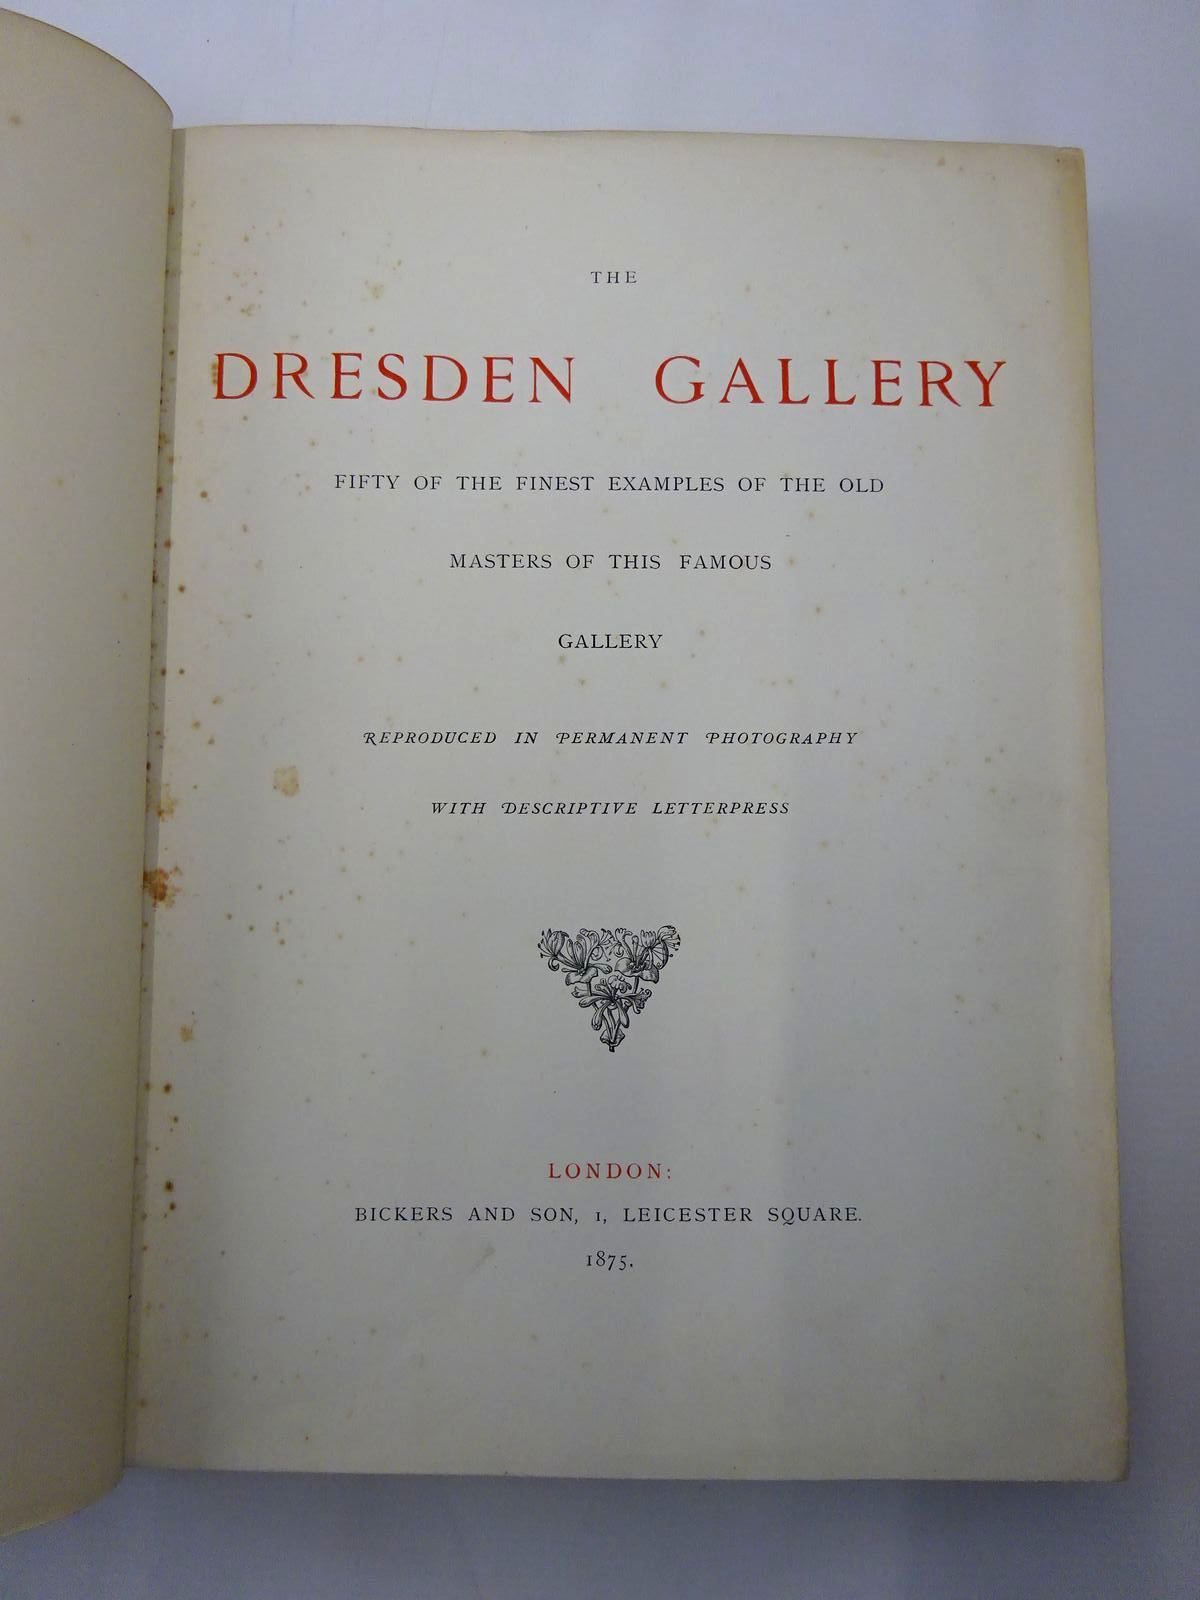 THE
DRESDEN GALLERY
FIFTY OF THE FINEST EXAMPLES OF THE OLD
MASTERS OF THIS FAMOUS
GALLERY
REPRODUCED IN PERMANENT PHOTOGRAPHY
WITH DESCRIPTIVE LETTERPRESS
LONDON:
BICKERS AND SON, 1, LEICESTER SQUARE.
1875.